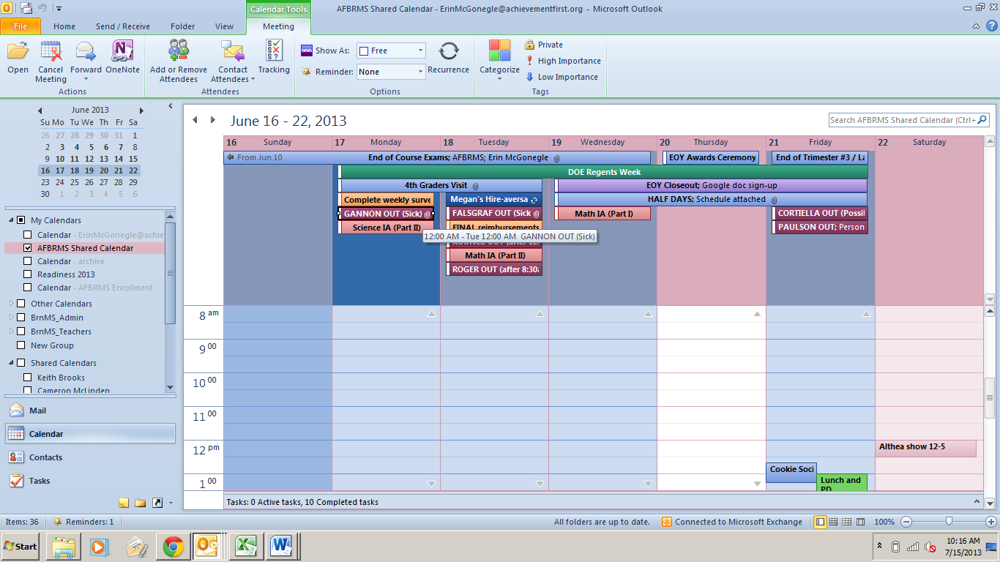 Calendar Tools
AFBRMS Shared Calendar - ErinMcGonegle@achievementfirst.org - Microsoft Outlook
File Home Send / Receive Folder View Meeting
Open Cancel Meeting Forward OneNote
Actions
Add or Remove Attendees Contact Attendees Tracking
Attendees
Show As: Free
Reminder: None
Recurrence
Options
Categorize
Private
High Importance
Low Importance
Tags
June 2013
Su Mo Tu We Th Fr Sa
26 27 28 29 30 31 1
2 3 4 5 6 7 8
9 10 11 12 13 14 15
16 17 18 19 20 21 22
23 24 25 26 27 28 29
30 1 2 3 4 5 6
My Calendars
Calendar - ErinMcGonegle@achie
AFBRMS Shared Calendar
Calendar - archive
Readiness 2013
Calendar - AFBRMS Enrollment
Other Calendars
BrnMS_Admin
BrnMS_Teachers
New Group
Shared Calendars
Keith Brooks
Cameron McLinden
Mail
Calendar
Contacts
Tasks
June 16 - 22, 2013
Search AFBRMS Shared Calendar (Ctrl+
16 Sunday 17 Monday 18 Tuesday 19 Wednesday 20 Thursday 21 Friday 22 Saturday
From Jun 10 End of Course Exams; AFBRMS; Erin McGonegle
EOY Awards Ceremony
End of Trimester #3 / La
DOE Regents Week
4th Graders Visit
EOY Closeout; Google doc sign-up
Complete weekly surve
Megan's Hire-aversa
HALF DAYS; Schedule attached
GANNON OUT (Sick)
FALSGRAF OUT (Sick
Math IA (Part I)
CORTIELLA OUT (Possil
Science IA (Part II)
FINAL reimbursements
PAULSON OUT; Person
12:00 AM - Tue 12:00 AM GANNON OUT (Sick)
Math IA (Part II)
ROGER OUT (after 8:30a
8 am
9 00
10 00
11 00
12 pm
1 00
Althea show 12-5
Cookie Soci
Lunch and
PD
Tasks: 0 Active tasks, 10 Completed tasks
Items: 36 Reminders: 1
All folders are up to date. Connected to Microsoft Exchange 100%
Start
10:16 AM
7/15/2013